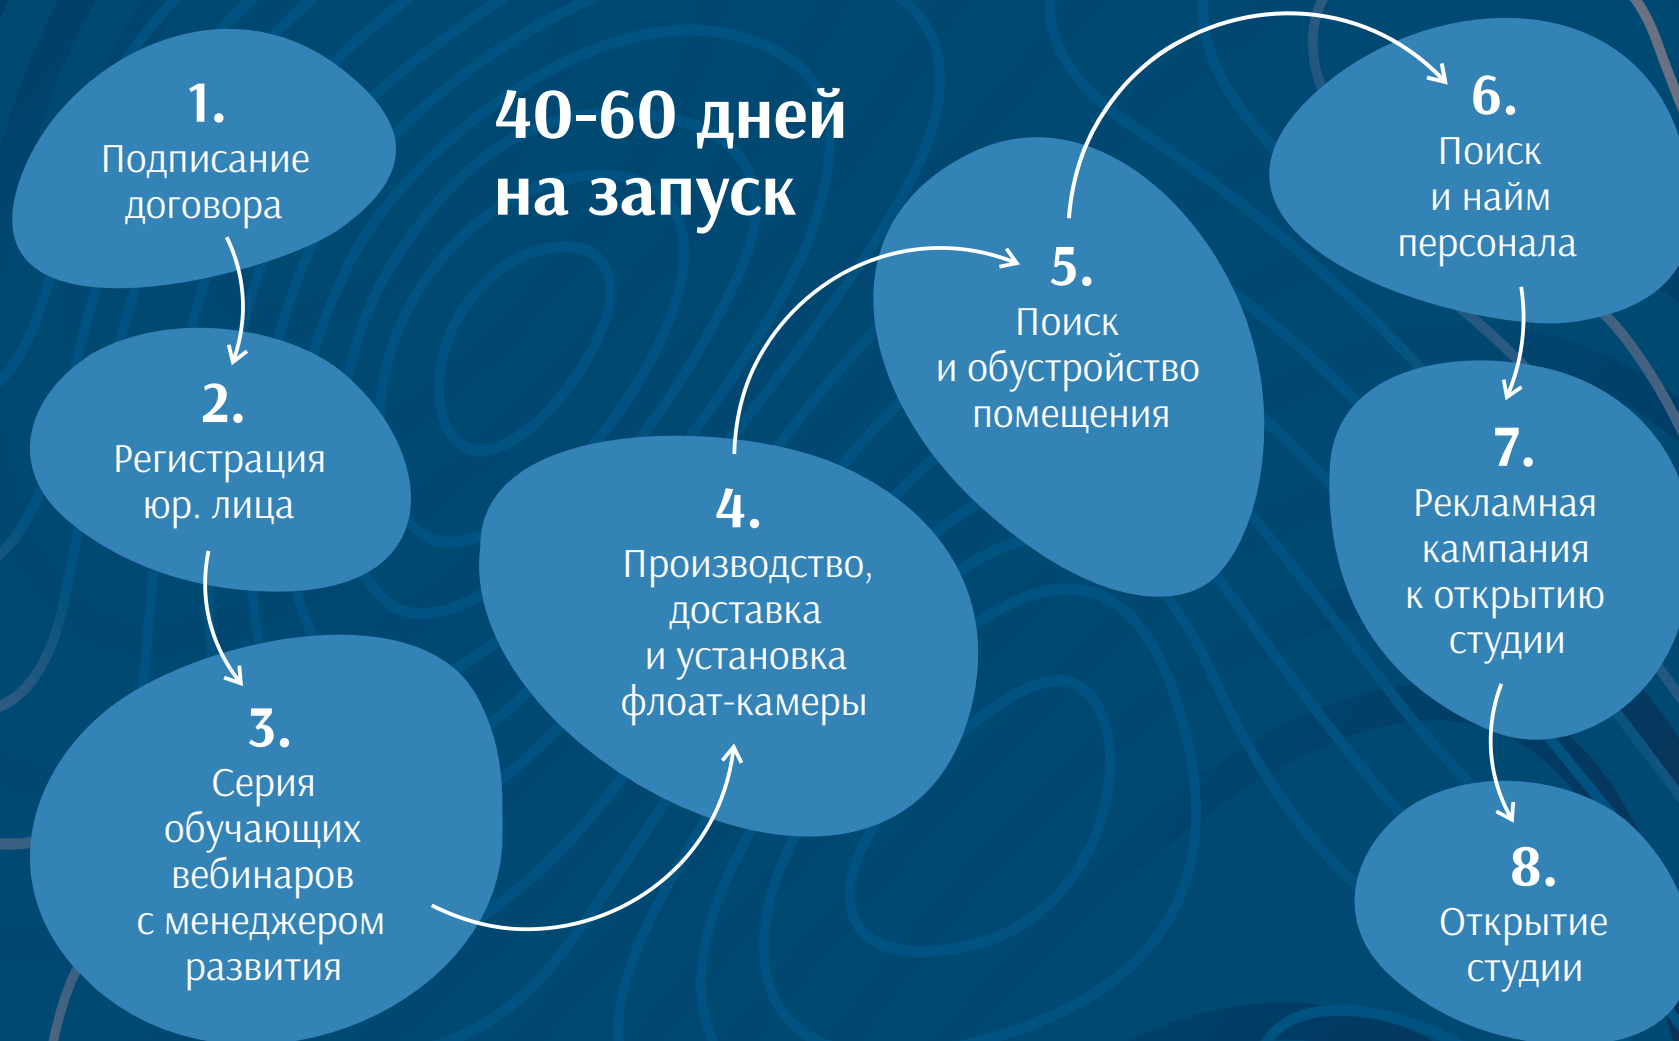 40-60 дней
на запуск
1.
Подписание
договора
2.
Регистрация
юр. лица
3.
Серия
обучающих
вебинаров
с менеджером
развития
4.
Производство,
доставка
и установка
флоат-камеры
5.
Поиск
и обустройство
помещения
6.
Поиск
и найм
персонала
7.
Рекламная
кампания
к открытию
студии
8.
Открытие
студии